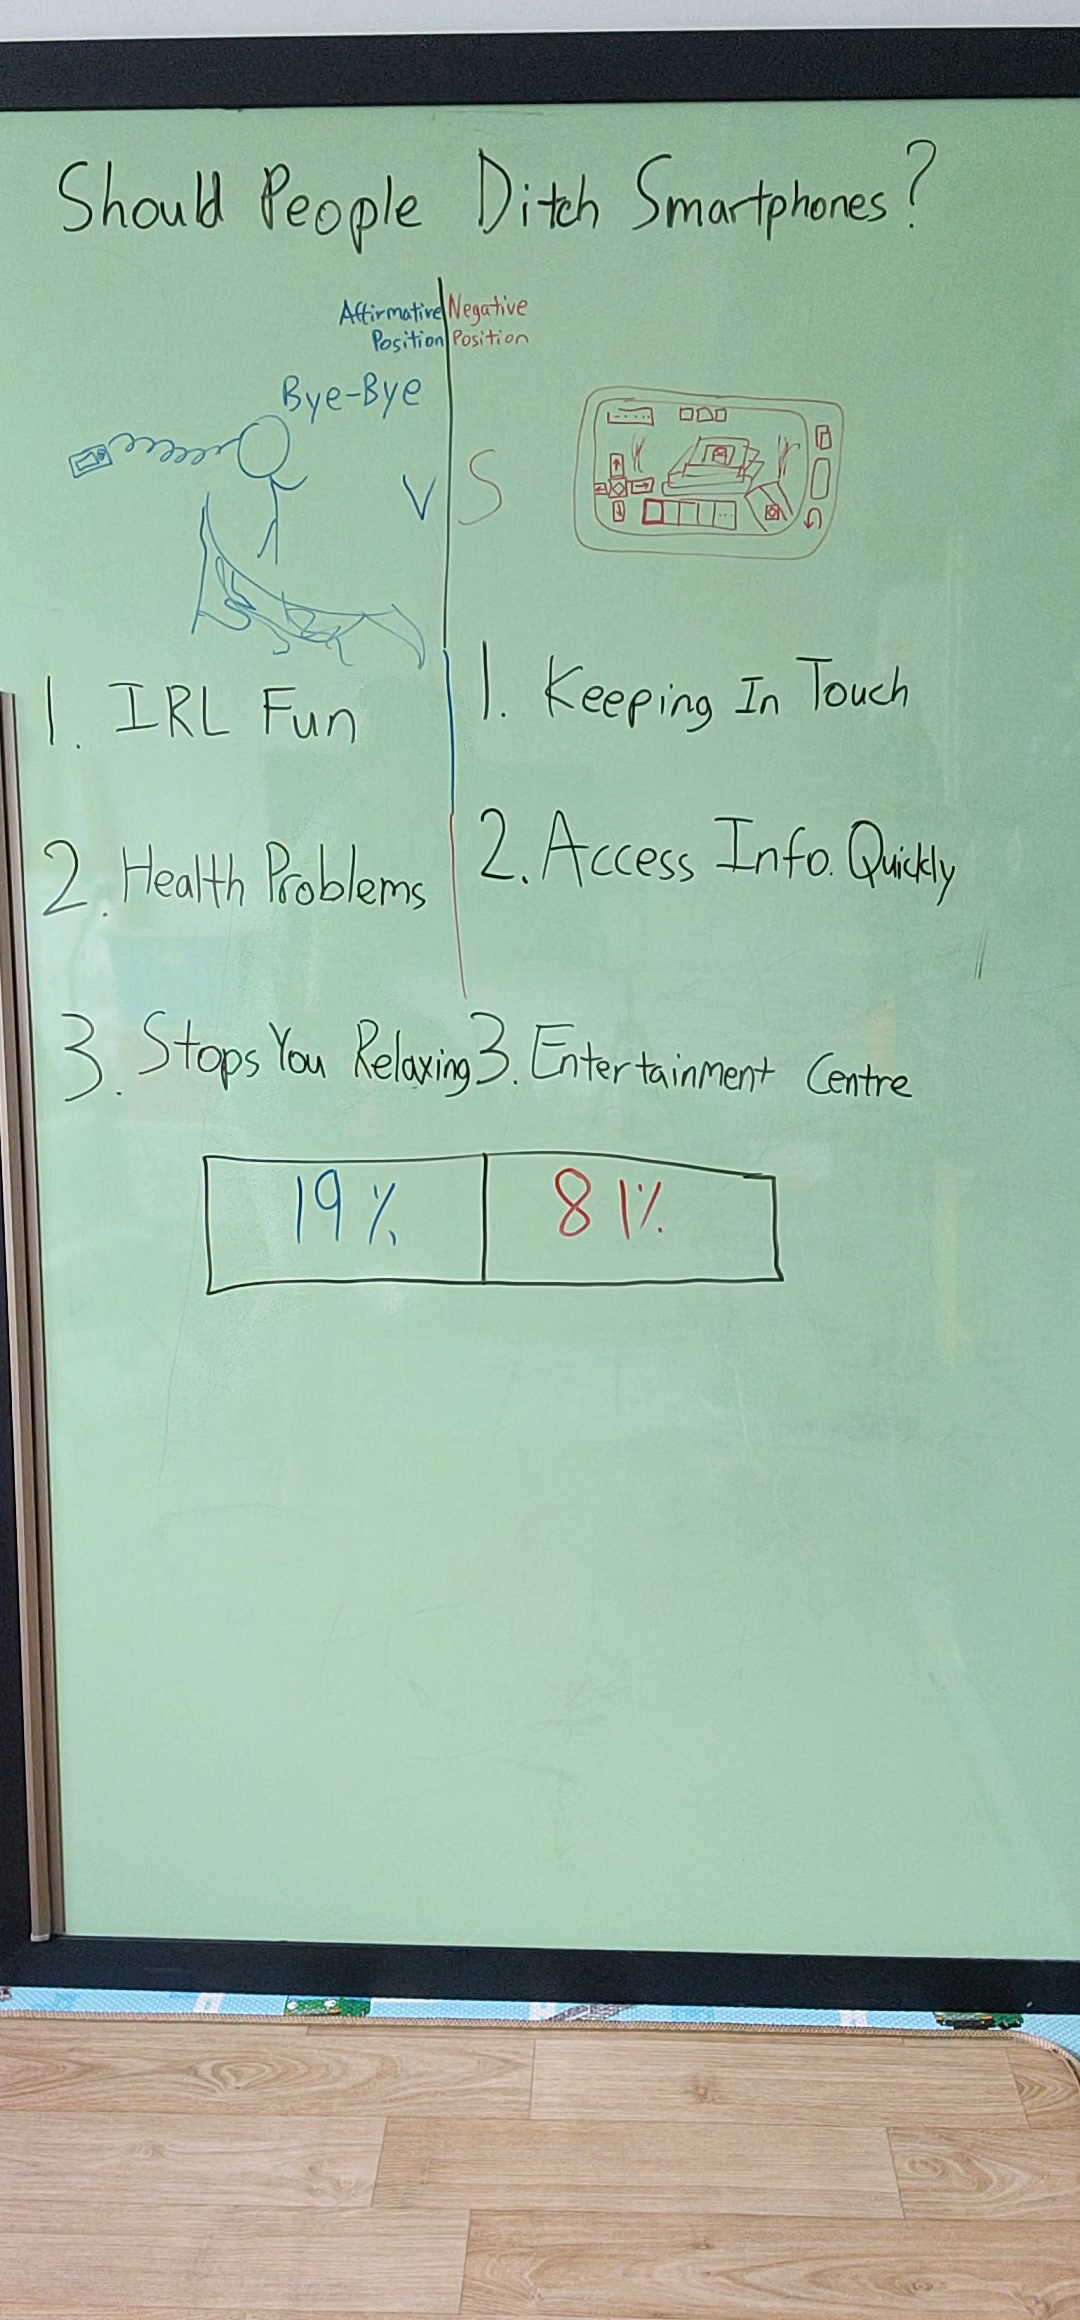 Should People Ditch Smartphones?
Affirmative Position
Negative Position
Bye-Bye
VS
1. IRL Fun
2. Health Problems
3. Stops You Relaxing
1. Keeping In Touch
2. Access Info. Quickly
3. Entertainment Centre
19%
81%